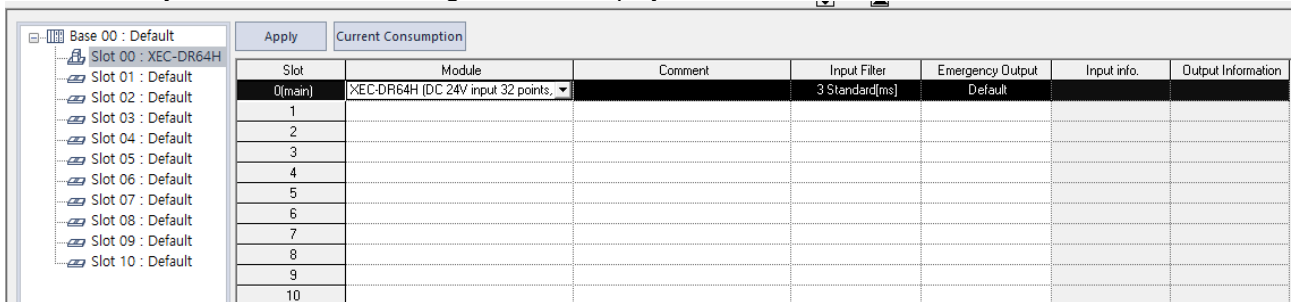 Base 00 : Default
Slot 00 : XEC-DR64H
Slot 01 : Default
Slot 02 : Default
Slot 03 : Default
Slot 04 : Default
Slot 05 : Default
Slot 06 : Default
Slot 07 : Default
Slot 08 : Default
Slot 09 : Default
Slot 10 : Default
Apply Current Consumption
Slot Module Comment Input Filter Emergency Output Input info. Output Information
0(main) XEC-DR64H (DC 24V input 32 points, 3 Standard[ms] Default
1
2
3
4
5
6
7
8
9
10